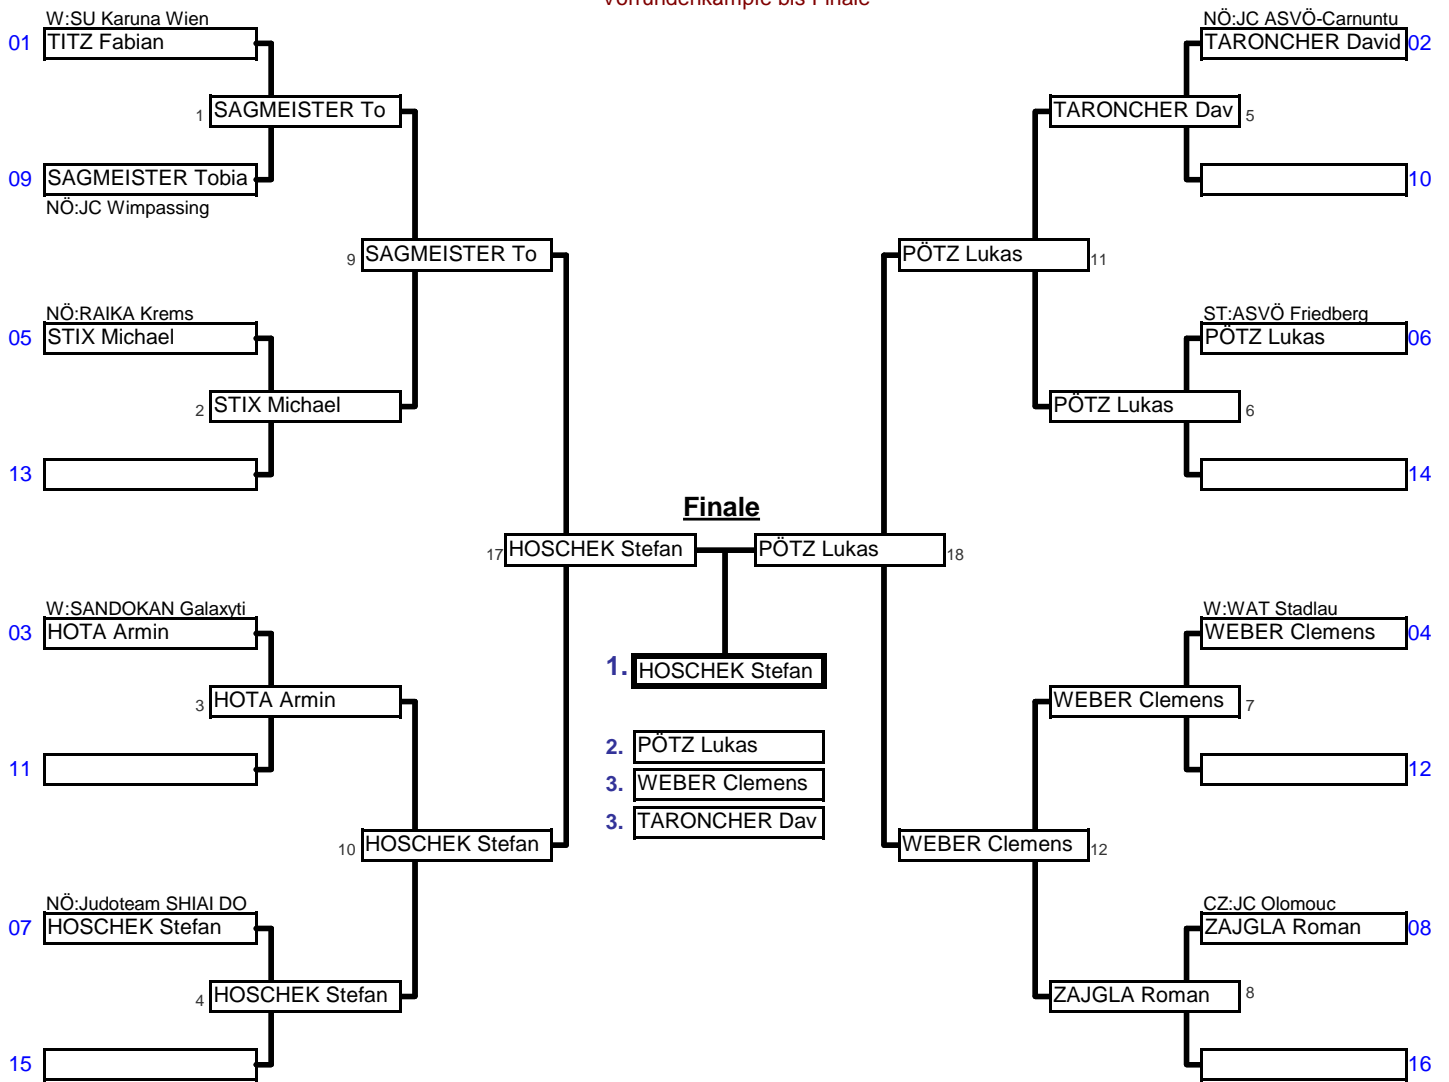 Vorrundenkämpfe bis Finale
W:SU Karuna Wien
01 TITZ Fabian
1 SAGMEISTER To
09 SAGMEISTER Tobia
NÖ:JC Wimpassing
9 SAGMEISTER To
NÖ:RAIKA Krems
05 STIX Michael
2 STIX Michael
13
17 HOSCHEK Stefan
W:SANDOKAN Galaxyti
03 HOTA Armin
3 HOTA Armin
11
10 HOSCHEK Stefan
NÖ:Judoteam SHIAI DO
07 HOSCHEK Stefan
4 HOSCHEK Stefan
15
Finale
1. HOSCHEK Stefan
2. PÖTZ Lukas
3. WEBER Clemens
3. TARONCHER Dav
NÖ:JC ASVÖ-Carnuntu
TARONCHER David 02
TARONCHER Dav 5
10
PÖTZ Lukas 11
ST:ASVÖ Friedberg
PÖTZ Lukas 06
PÖTZ Lukas 6
14
PÖTZ Lukas 18
W:WAT Stadlau
WEBER Clemens 04
WEBER Clemens 7
12
WEBER Clemens 12
CZ:JC Olomouc
ZAJGLA Roman 08
ZAJGLA Roman 8
16